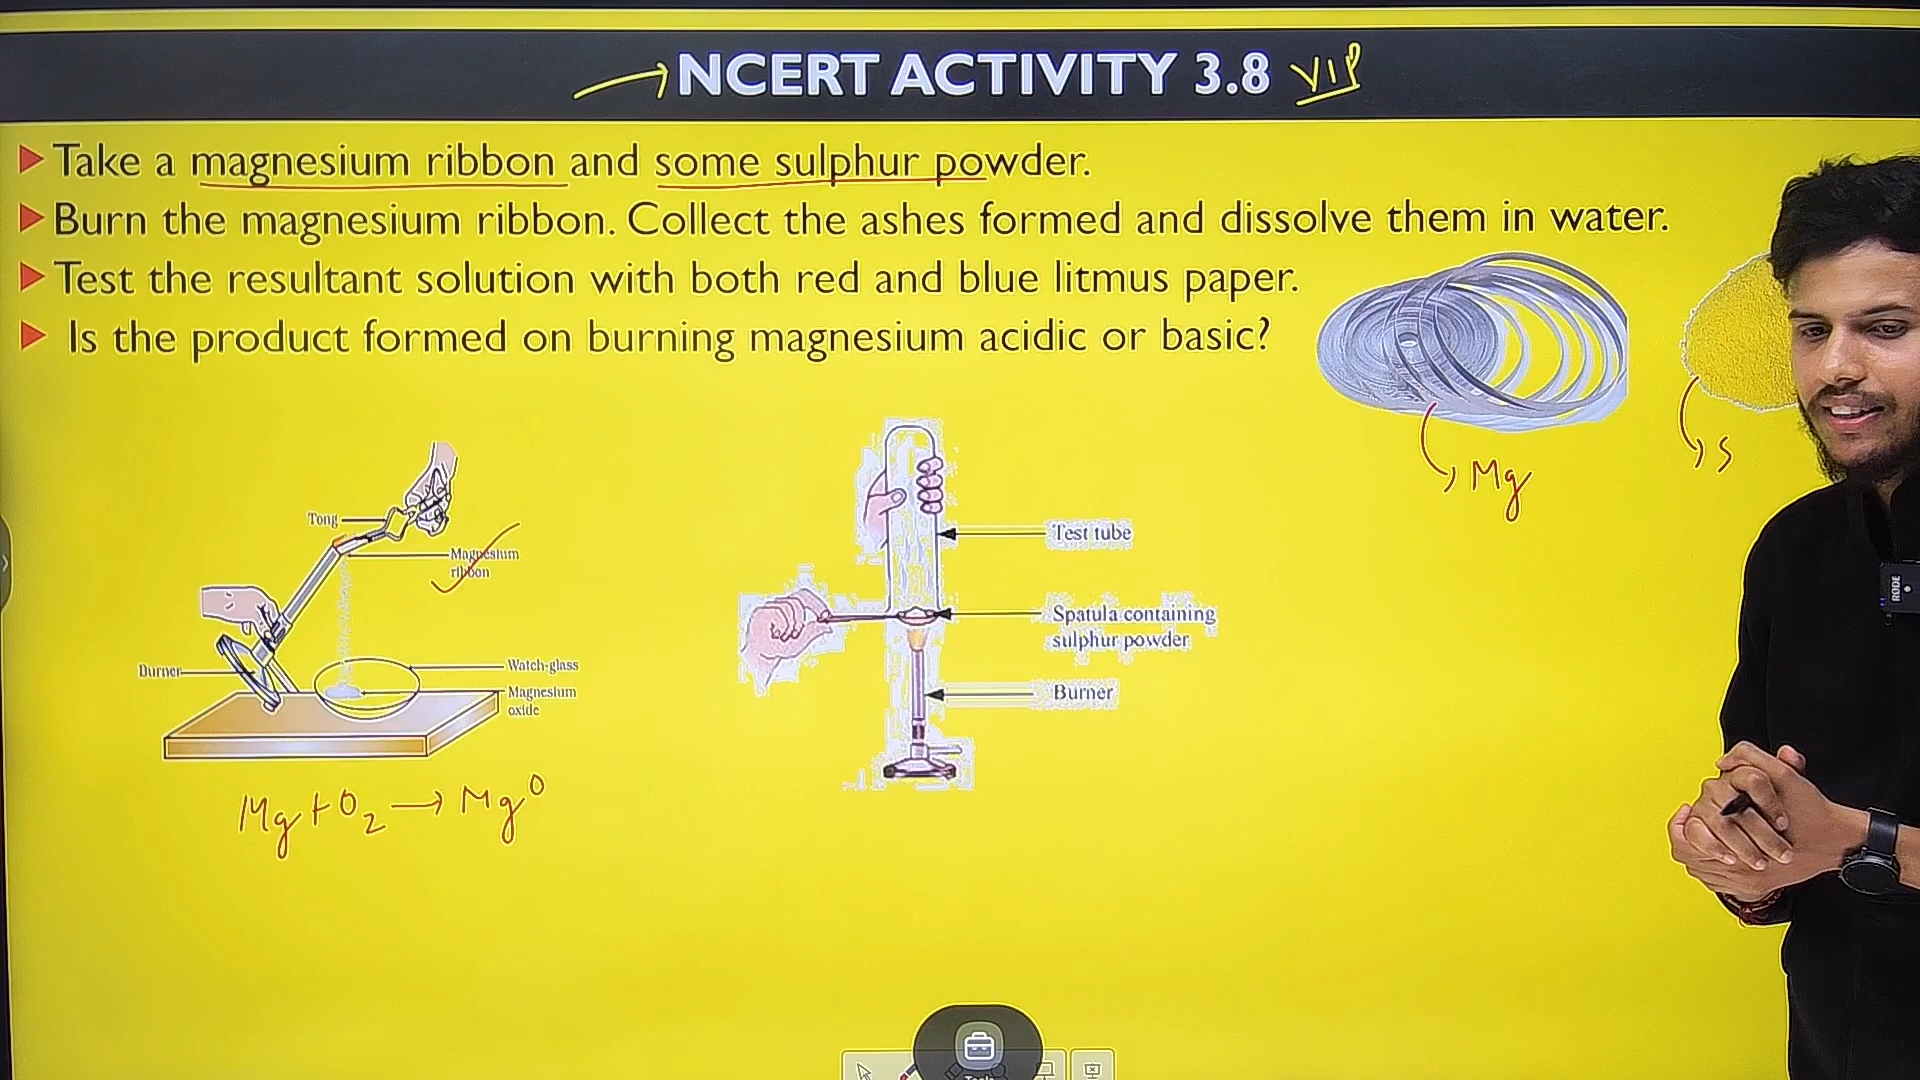 NCERT ACTIVITY 3.8 VIP
Take a magnesium ribbon and some sulphur powder.
Burn the magnesium ribbon. Collect the ashes formed and dissolve them in water.
Test the resultant solution with both red and blue litmus paper.
Is the product formed on burning magnesium acidic or basic?
Mg
S
Tong
Magnesium
ribbon
Burner
Watch-glass
Magnesium
oxide
Test tube
Spatula containing
sulphur powder
Burner
Mg + O2 → MgO
RODE